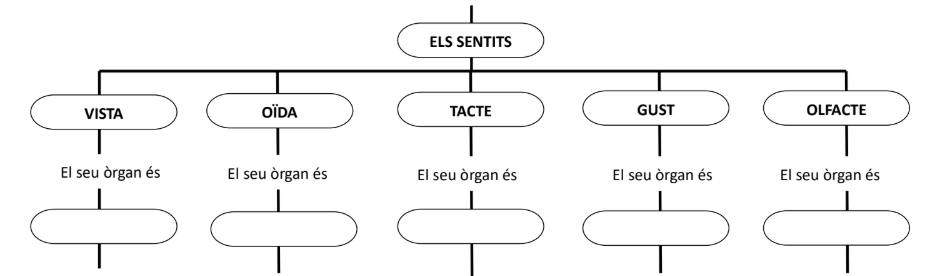 ELS SENTITS
VISTA
OÏDA
TACTE
GUST
OLFACTE
El seu òrgan és
El seu òrgan és
El seu òrgan és
El seu òrgan és
El seu òrgan és